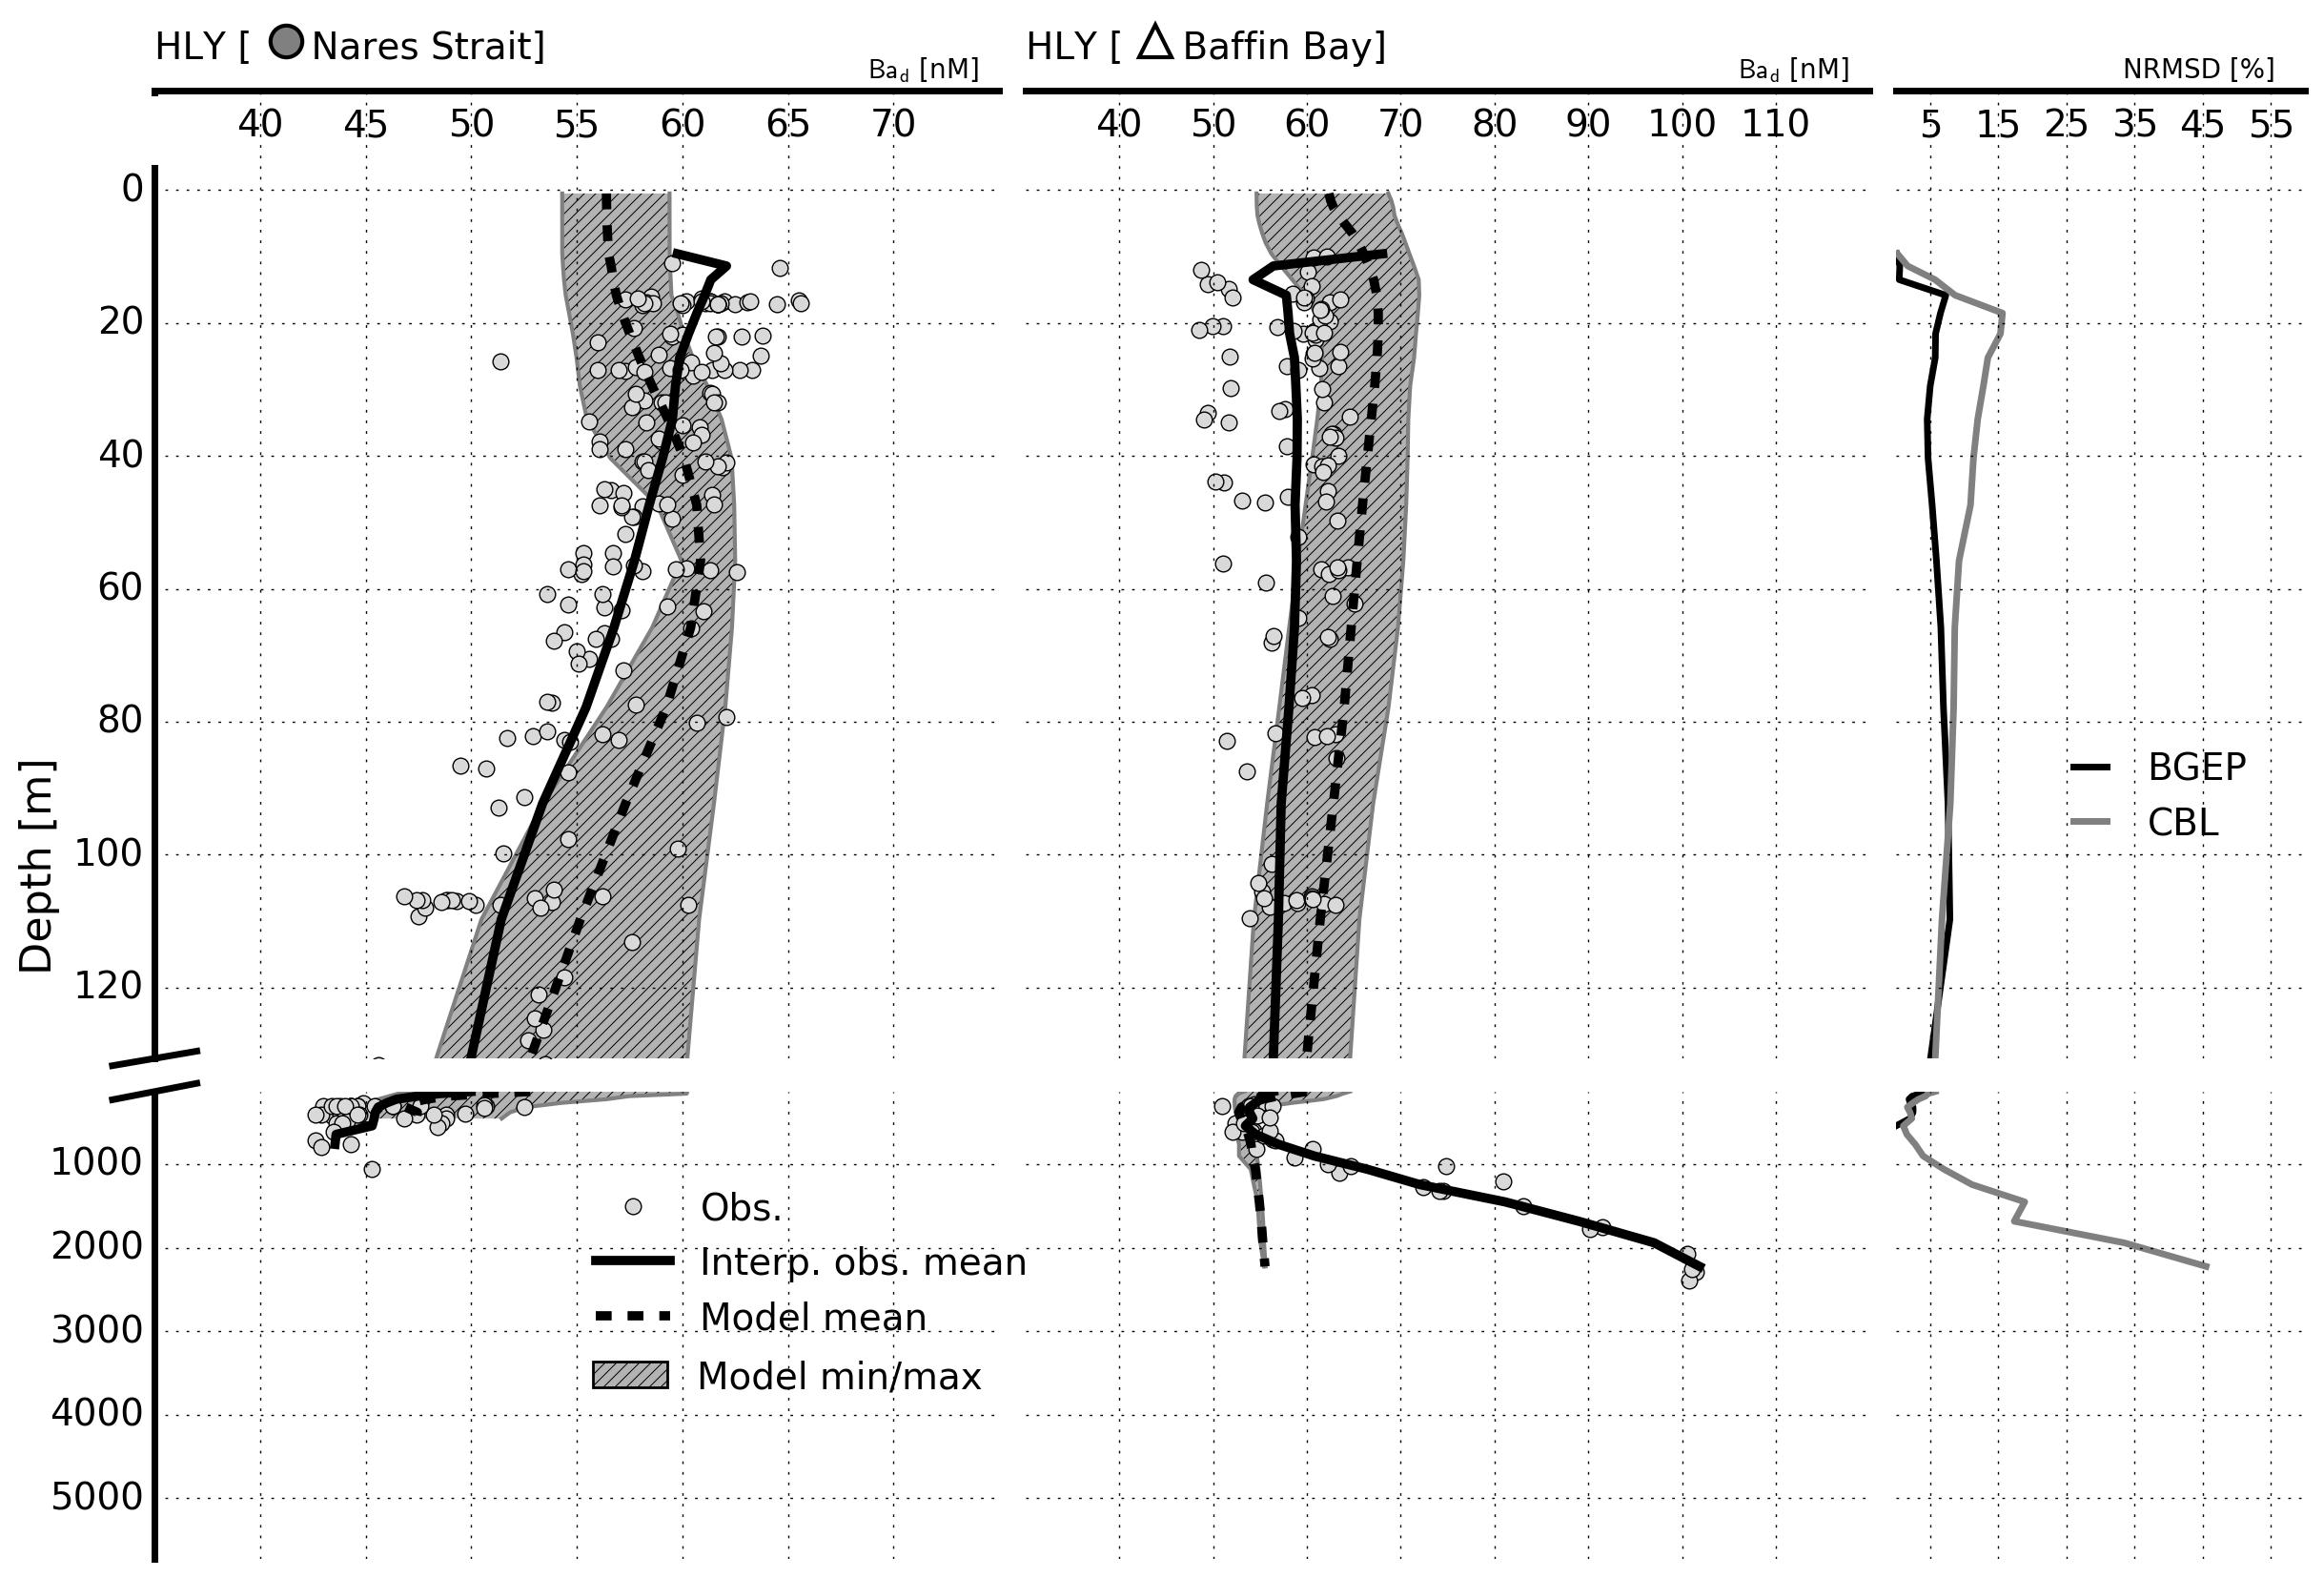 HLY [ Nares Strait]
HLY [ Baffin Bay]
Ba_d [nM]
Ba_d [nM]
NRMSD [%]
40 45 50 55 60 65 70
40 50 60 70 80 90 100 110
5 15 25 35 45 55
0
20
40
60
80
100
120
1000
2000
3000
4000
5000
Depth [m]
BGEP
CBL
Obs.
Interp. obs. mean
Model mean
Model min/max